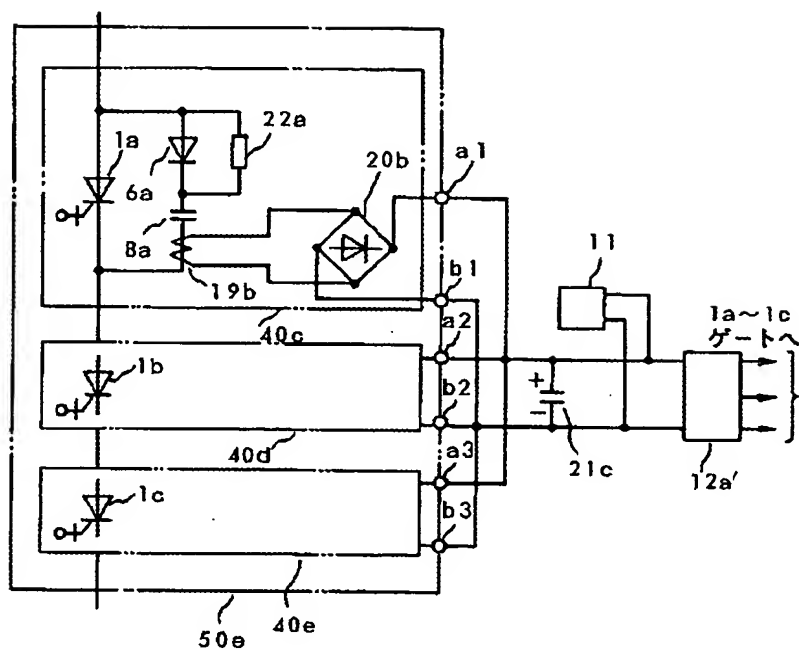 22a
1a
a1
20b
6a
8a
11
b1
19b
1a~1c
ゲートへ
40c
a2
1b
+
b2
−
21c
40d
a3
12a′
1c
b3
40e
50e